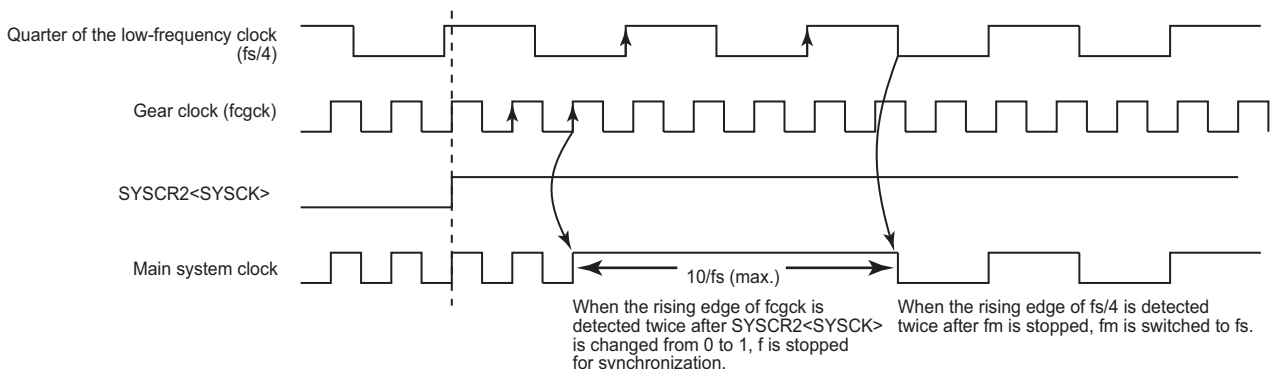 Quarter of the low-frequency clock
(fs/4)
Gear clock (fcgck)
SYSCR2<SYSCK>
Main system clock
10/fs (max.)
When the rising edge of fcgck is
detected twice after SYSCR2<SYSCK>
is changed from 0 to 1, f is stopped
for synchronization.
When the rising edge of fs/4 is detected
twice after fm is stopped, fm is switched to fs.